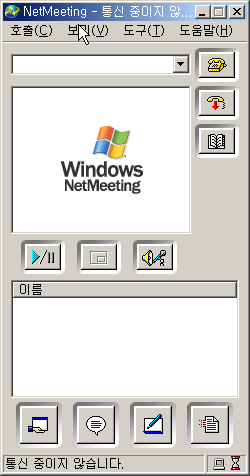 NetMeeting - 통신 중이지 않...
호출(C) 보기(V) 도구(T) 도움말(H)
Windows
NetMeeting
이름
통신 중이지 않습니다.